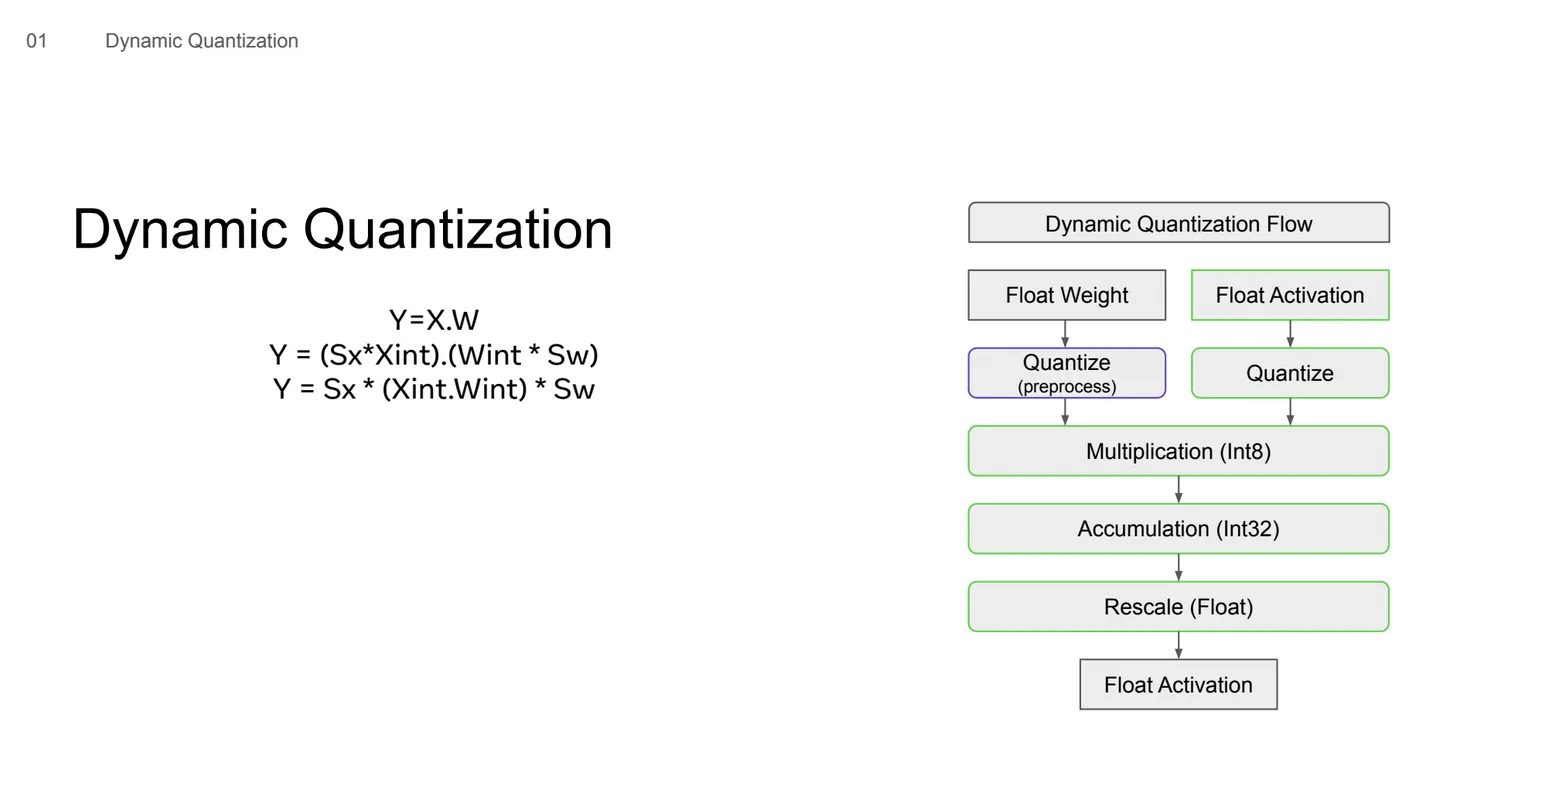 01 Dynamic Quantization
Dynamic Quantization
Y=X.W
Y = (Sx*Xint).(Wint * Sw)
Y = Sx * (Xint.Wint) * Sw
Dynamic Quantization Flow
Float Weight
Float Activation
Quantize
(preprocess)
Quantize
Multiplication (Int8)
Accumulation (Int32)
Rescale (Float)
Float Activation